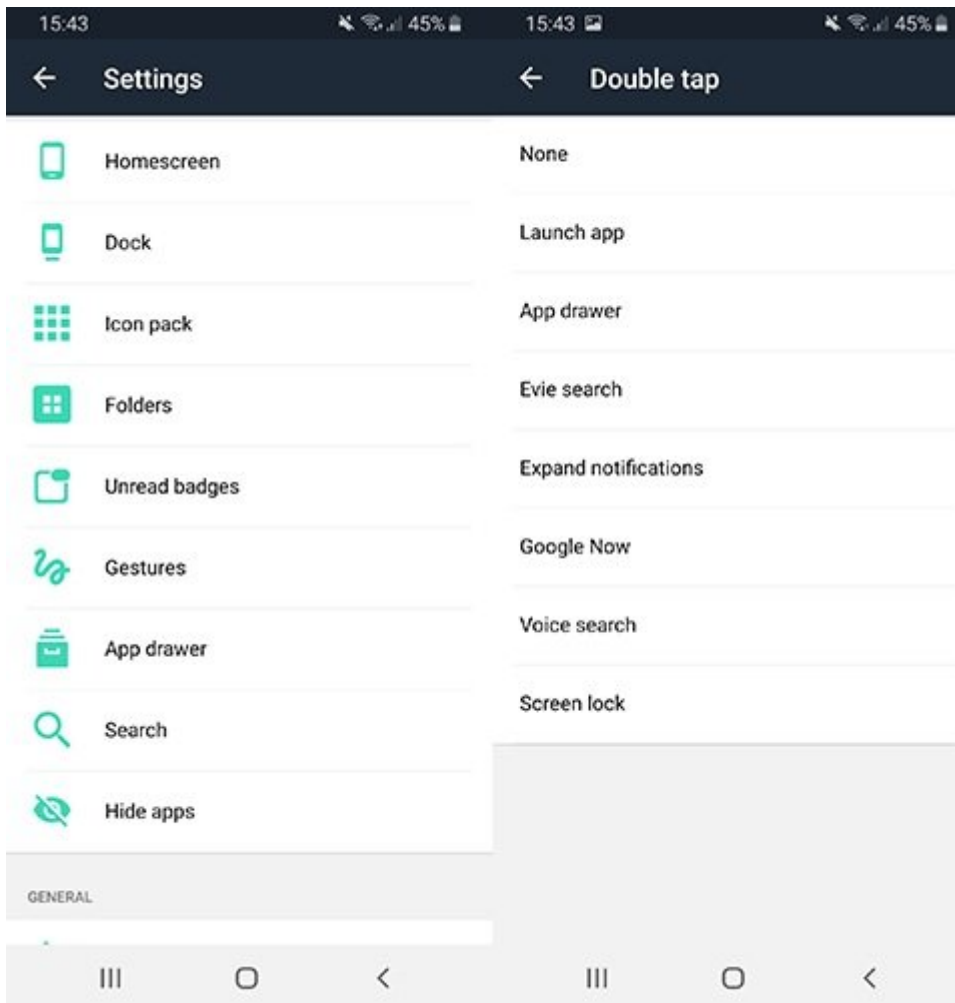 15:43 45%
Settings
Homescreen
Dock
Icon pack
Folders
Unread badges
Gestures
App drawer
Search
Hide apps
GENERAL
15:43 45%
Double tap
None
Launch app
App drawer
Evie search
Expand notifications
Google Now
Voice search
Screen lock